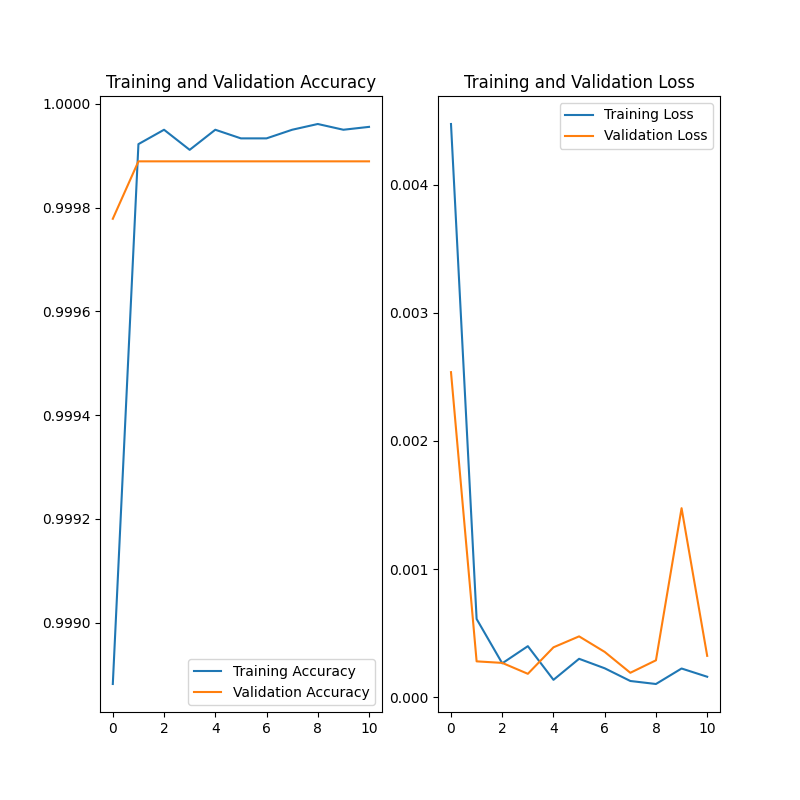 Training and Validation Accuracy
1.0000
0.9998
0.9996
0.9994
0.9992
0.9990
Training Accuracy
Validation Accuracy
0 2 4 6 8 10
Training and Validation Loss
Training Loss
Validation Loss
0.004
0.003
0.002
0.001
0.000
0 2 4 6 8 10